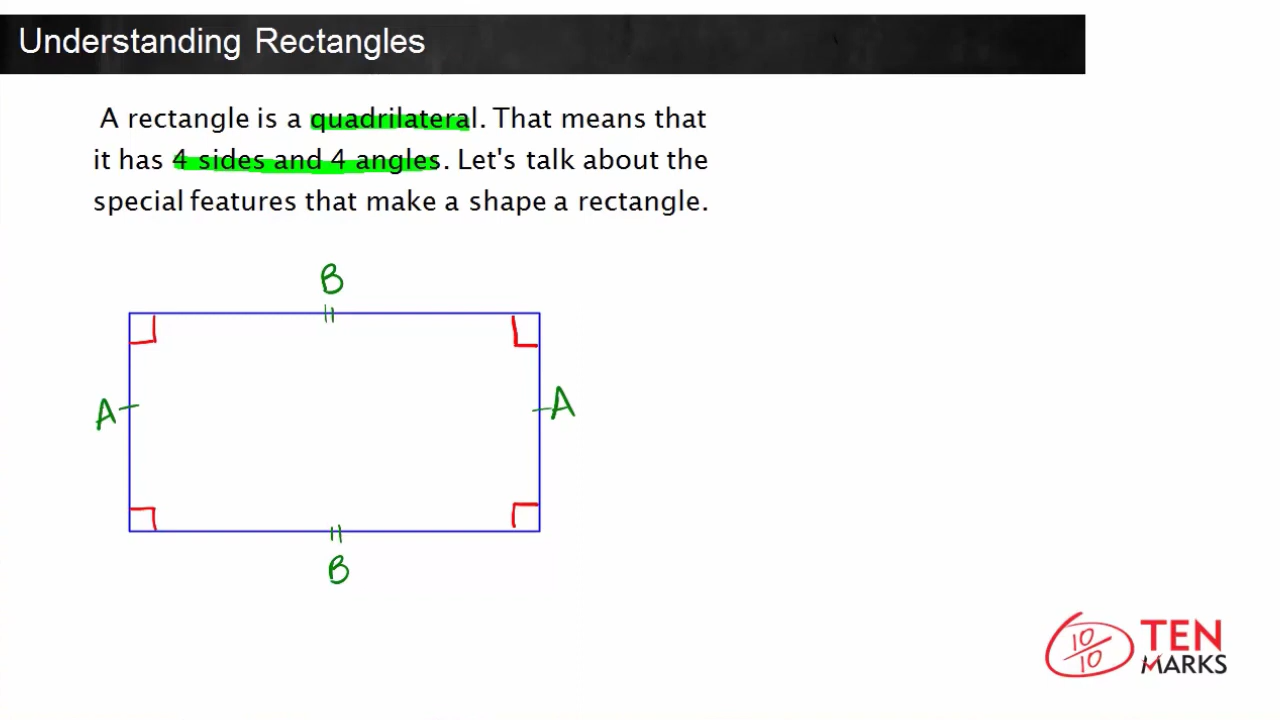 Understanding Rectangles
A rectangle is a quadrilateral. That means that
it has 4 sides and 4 angles. Let's talk about the
special features that make a shape a rectangle.
B
A
A
B
10
10
TEN
MARKS